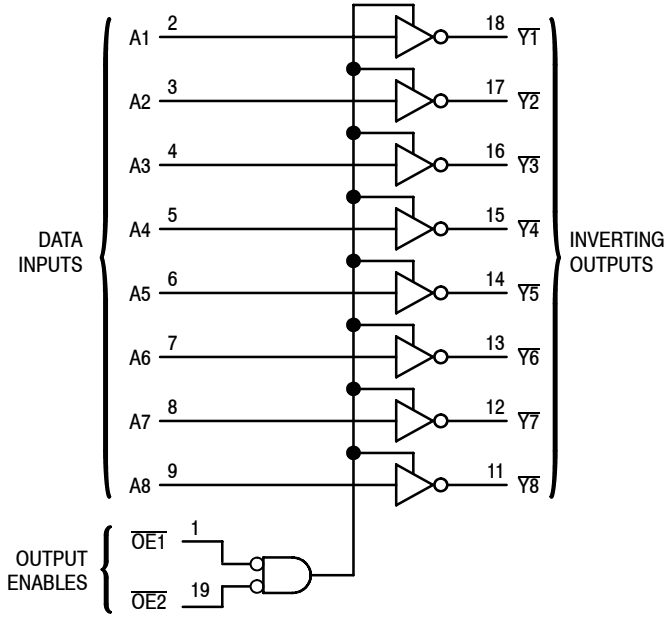 A1 2 18 Y1
A2 3 17 Y2
A3 4 16 Y3
A4 5 15 Y4
DATA INPUTS
INVERTING OUTPUTS
A5 6 14 Y5
A6 7 13 Y6
A7 8 12 Y7
A8 9 11 Y8
OUTPUT ENABLES
OE1 1
OE2 19